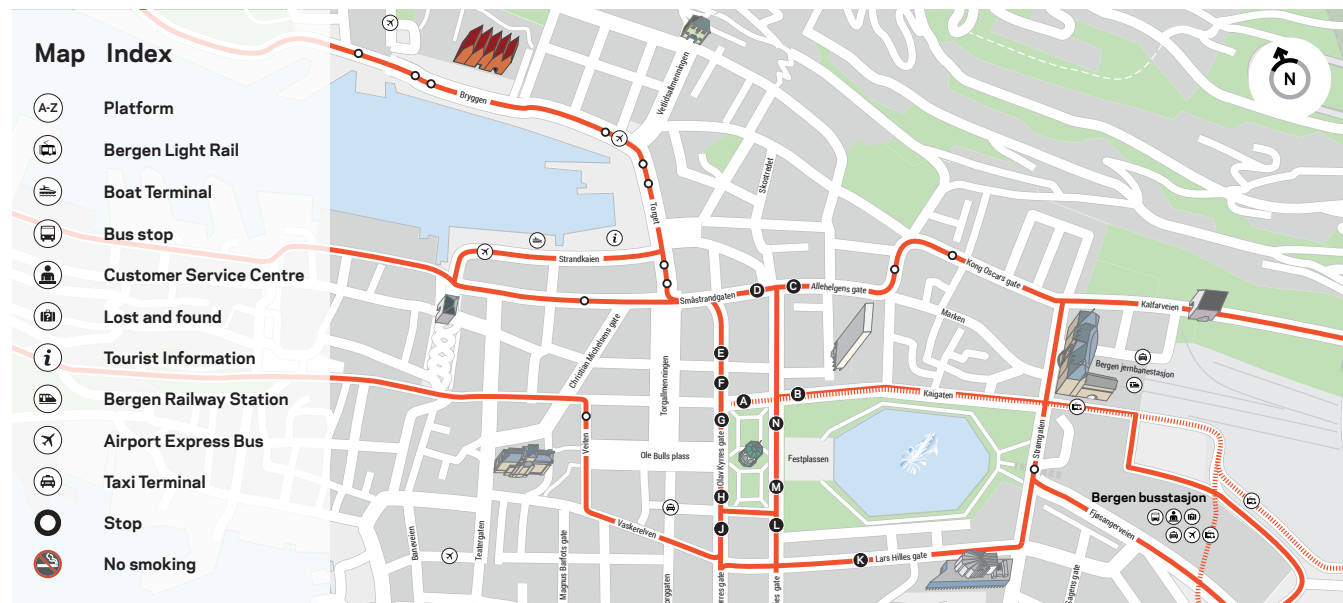 Map Index
A-Z Platform
Bergen Light Rail
Boat Terminal
Bus stop
Customer Service Centre
Lost and found
i Tourist Information
Bergen Railway Station
Airport Express Bus
Taxi Terminal
Stop
No smoking
N
Bryggen
Vetrlidsallmenningen
Skostredet
Torget
i
Strandkaien
Småstrandgaten
D
C
Allehelgens gate
Kong Oscars gate
Kalfarveien
Marken
Christian Michelsens gate
Torgallmenningen
E
F
A
B
Kaigaten
Bergen jernbanestasjon
G
N
Olav Kyrres gate
Veiten
Ole Bulls plass
Festplassen
Strømgaten
M
H
L
J
Bergen busstasjon
Fjøsangerveien
Vaskerelven
K
Lars Hilles gate
Baneveien
Teatergaten
Magnus Barfots gate